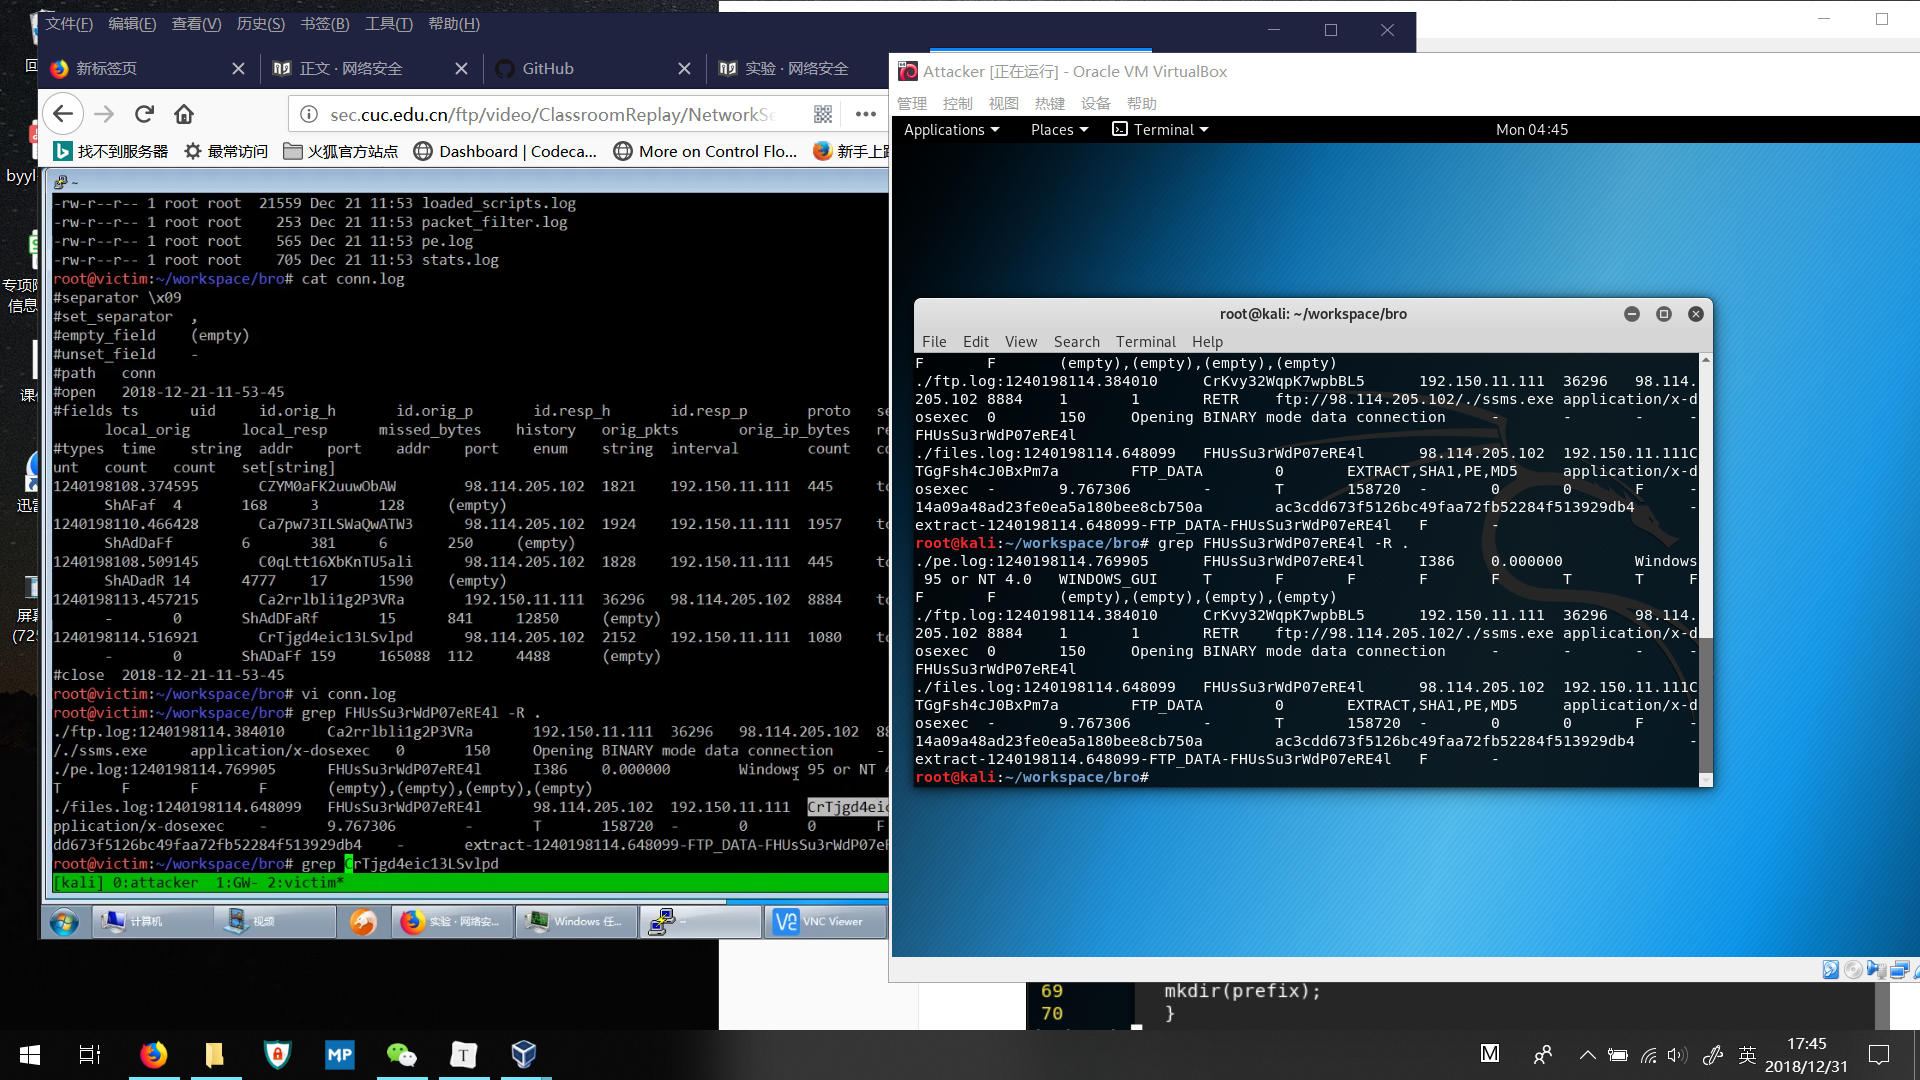 文件(F) 编辑(E) 查看(V) 历史(S) 书签(B) 工具(T) 帮助(H)
新标签页
正文 · 网络安全
GitHub
实验 · 网络安全
sec.cuc.edu.cn/ftp/video/ClassroomReplay/NetworkSe
找不到服务器 最常访问 火狐官方站点 Dashboard | Codeca... More on Control Flo... 新手上路
~
-rw-r--r-- 1 root root 21559 Dec 21 11:53 loaded_scripts.log
-rw-r--r-- 1 root root 253 Dec 21 11:53 packet_filter.log
-rw-r--r-- 1 root root 565 Dec 21 11:53 pe.log
-rw-r--r-- 1 root root 705 Dec 21 11:53 stats.log
root@victim:~/workspace/bro# cat conn.log
#separator \x09
#set_separator ,
#empty_field (empty)
#unset_field -
#path conn
#open 2018-12-21-11-53-45
#fields ts uid id.orig_h id.orig_p id.resp_h id.resp_p proto se
local_orig local_resp missed_bytes history orig_pkts orig_ip_bytes re
#types time string addr port addr port enum string interval count co
unt count count set[string]
1240198108.374595 CZYM0aFK2uuwObAW 98.114.205.102 1821 192.150.11.111 445 tc
ShAFaf 4 168 3 128 (empty)
1240198110.466428 Ca7pw73ILSWaQwATW3 98.114.205.102 1924 192.150.11.111 1957 tc
ShAdDaFf 6 381 6 250 (empty)
1240198108.509145 C0qLtt16XbKnTU5ali 98.114.205.102 1828 192.150.11.111 445 tc
ShADadR 14 4777 17 1590 (empty)
1240198113.457215 Ca2rrlbli1g2P3VRa 192.150.11.111 36296 98.114.205.102 8884 tc
- 0 ShAdDFaRf 15 841 12850 (empty)
1240198114.516921 CrTjgd4eic13LSvlpd 98.114.205.102 2152 192.150.11.111 1080 tc
- 0 ShADaFf 159 165088 112 4488 (empty)
#close 2018-12-21-11-53-45
root@victim:~/workspace/bro# vi conn.log
root@victim:~/workspace/bro# grep FHUsSu3rWdP07eRE4l -R .
./ftp.log:1240198114.384010 Ca2rrlbli1g2P3VRa 192.150.11.111 36296 98.114.205.102 88
/./ssms.exe application/x-dosexec 0 150 Opening BINARY mode data connection -
./pe.log:1240198114.769905 FHUsSu3rWdP07eRE4l I386 0.000000 Windows 95 or NT 4
T F F F (empty),(empty),(empty),(empty)
./files.log:1240198114.648099 FHUsSu3rWdP07eRE4l 98.114.205.102 192.150.11.111 CrTjgd4eic
pplication/x-dosexec - 9.767306 - T 158720 - 0 0 F
dd673f5126bc49faa72fb52284f513929db4 - extract-1240198114.648099-FTP_DATA-FHUsSu3rWdP07eRE
root@victim:~/workspace/bro# grep CrTjgd4eic13LSvlpd
[kali] 0:attacker 1:GW- 2:victim*
计算机 视频 实验 · 网络安... Windows 任... ~ VNC Viewer
Attacker [正在运行] - Oracle VM VirtualBox
管理 控制 视图 热键 设备 帮助
Applications Places Terminal Mon 04:45
root@kali: ~/workspace/bro
File Edit View Search Terminal Help
F F (empty),(empty),(empty),(empty)
./ftp.log:1240198114.384010 CrKvy32WqpK7wpbBL5 192.150.11.111 36296 98.114.
205.102 8884 1 1 RETR ftp://98.114.205.102/./ssms.exe application/x-d
osexec 0 150 Opening BINARY mode data connection - - - -
FHUsSu3rWdP07eRE4l
./files.log:1240198114.648099 FHUsSu3rWdP07eRE4l 98.114.205.102 192.150.11.111C
TGgFsh4cJ0BxPm7a FTP_DATA 0 EXTRACT,SHA1,PE,MD5 application/x-d
osexec - 9.767306 - T 158720 - 0 0 F -
14a09a48ad23fe0ea5a180bee8cb750a ac3cdd673f5126bc49faa72fb52284f513929db4 -
extract-1240198114.648099-FTP_DATA-FHUsSu3rWdP07eRE4l F -
root@kali:~/workspace/bro# grep FHUsSu3rWdP07eRE4l -R .
./pe.log:1240198114.769905 FHUsSu3rWdP07eRE4l I386 0.000000 Windows
95 or NT 4.0 WINDOWS_GUI T F F F F T T F
F F (empty),(empty),(empty),(empty)
./ftp.log:1240198114.384010 CrKvy32WqpK7wpbBL5 192.150.11.111 36296 98.114.
205.102 8884 1 1 RETR ftp://98.114.205.102/./ssms.exe application/x-d
osexec 0 150 Opening BINARY mode data connection - - - -
FHUsSu3rWdP07eRE4l
./files.log:1240198114.648099 FHUsSu3rWdP07eRE4l 98.114.205.102 192.150.11.111C
TGgFsh4cJ0BxPm7a FTP_DATA 0 EXTRACT,SHA1,PE,MD5 application/x-d
osexec - 9.767306 - T 158720 - 0 0 F -
14a09a48ad23fe0ea5a180bee8cb750a ac3cdd673f5126bc49faa72fb52284f513929db4 -
extract-1240198114.648099-FTP_DATA-FHUsSu3rWdP07eRE4l F -
root@kali:~/workspace/bro#
69 mkdir(prefix);
70 }
byyl
专项
信息
(725
MP
T
M
英
17:45
2018/12/31